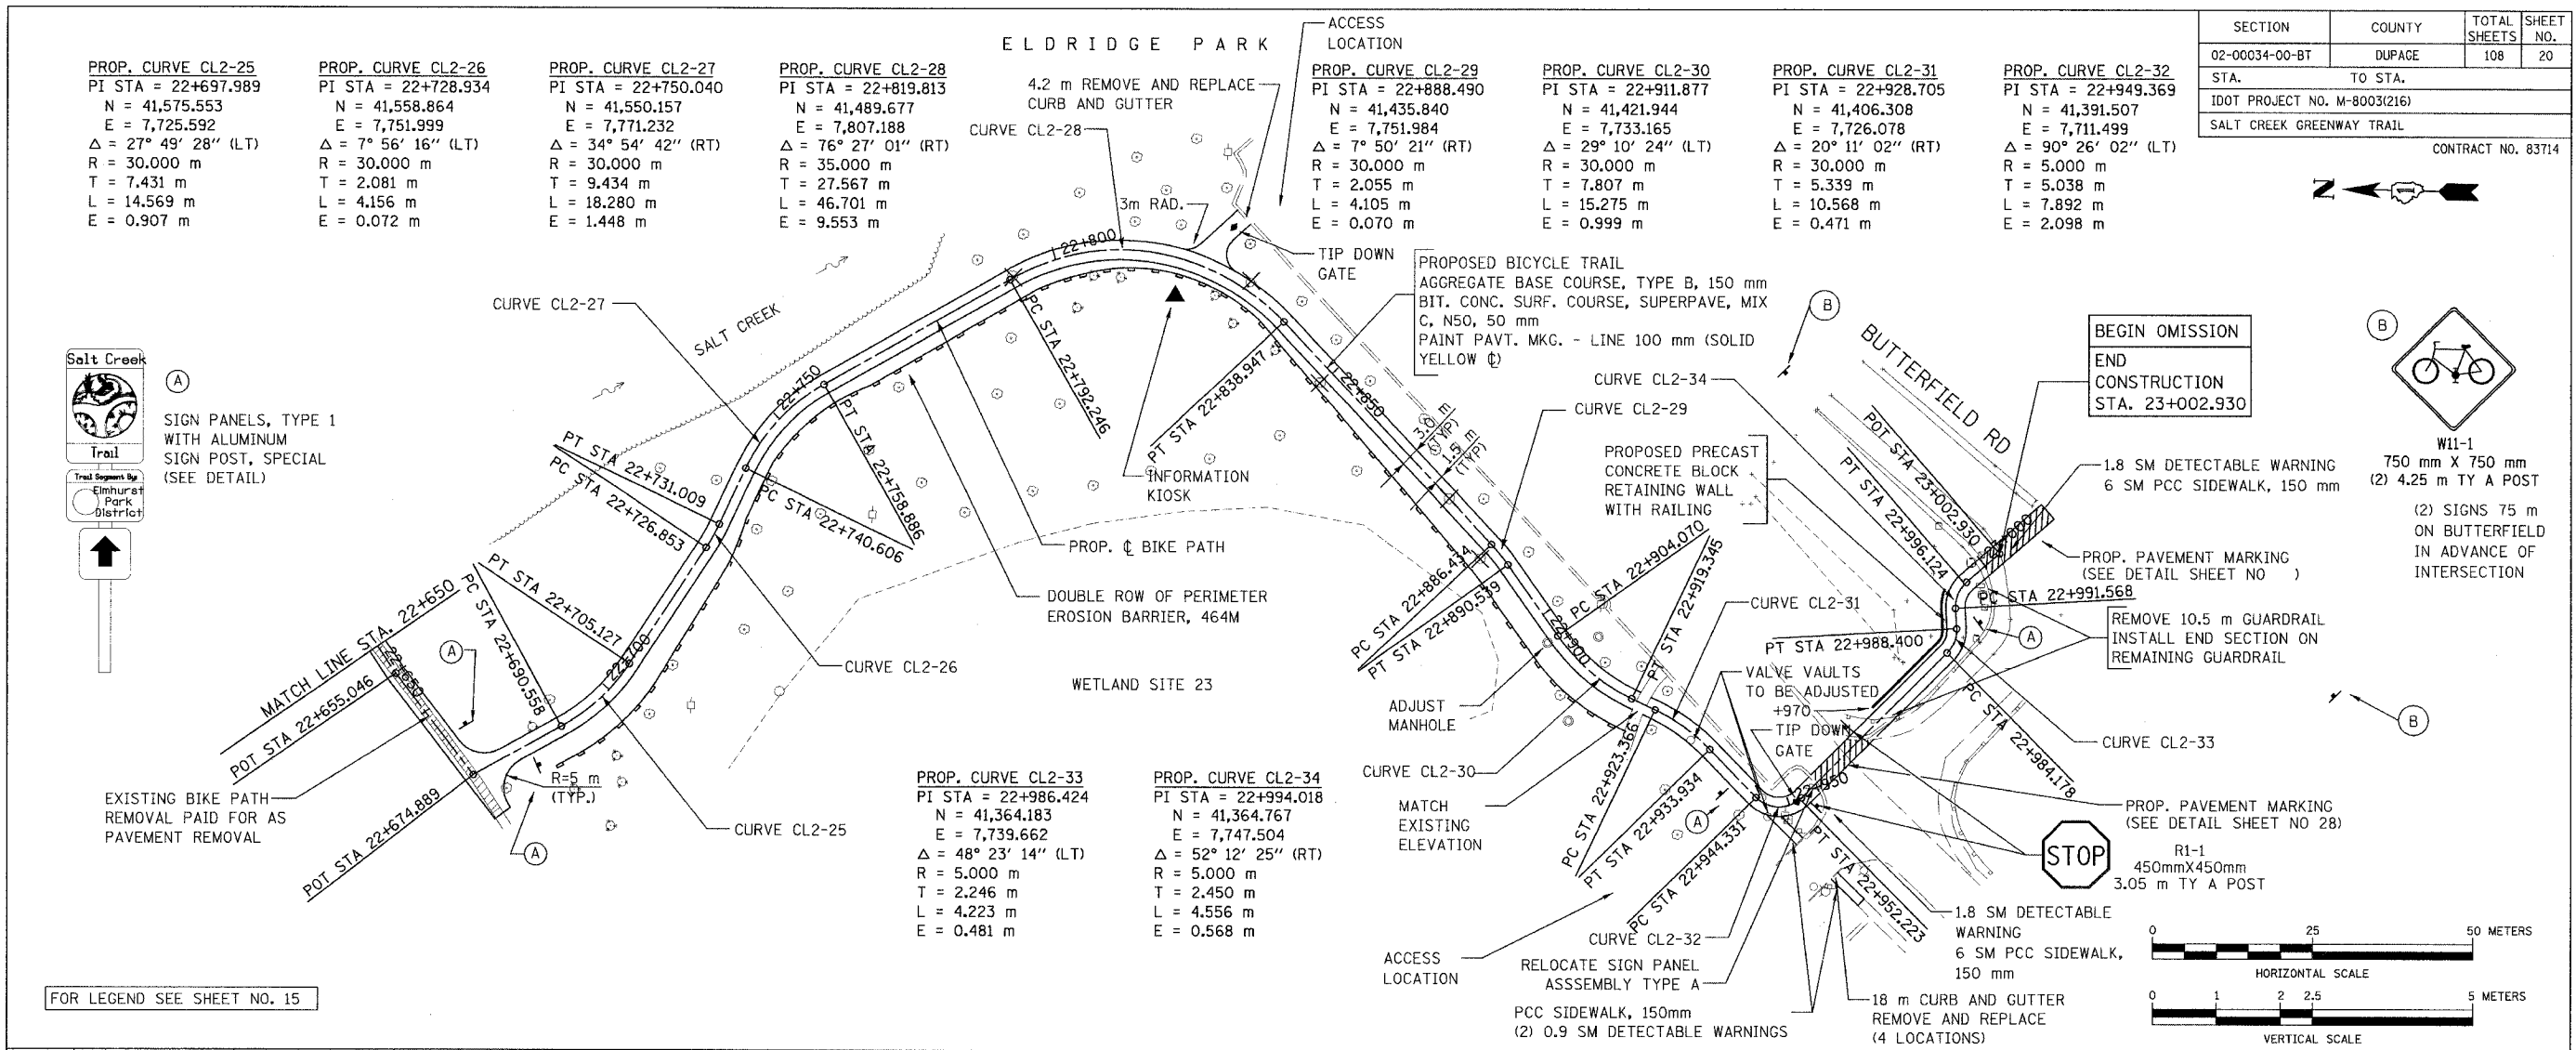 SECTION COUNTY TOTAL SHEETS SHEET NO.
02-00034-00-BT DUPAGE 108 20
STA. TO STA.
IDOT PROJECT NO. M-8003(216)
SALT CREEK GREENWAY TRAIL
CONTRACT NO. 83714
ELDRIDGE PARK
ACCESS
LOCATION
4.2 m REMOVE AND REPLACE
CURB AND GUTTER
PROP. CURVE CL2-25
PI STA = 22+697.989
N = 41,575.553
E = 7,725.592
Δ = 27° 49' 28" (LT)
R = 30.000 m
T = 7.431 m
L = 14.569 m
E = 0.907 m
PROP. CURVE CL2-26
PI STA = 22+728.934
N = 41,558.864
E = 7,751.999
Δ = 7° 56' 16" (LT)
R = 30.000 m
T = 2.081 m
L = 4.156 m
E = 0.072 m
PROP. CURVE CL2-27
PI STA = 22+750.040
N = 41,550.157
E = 7,771.232
Δ = 34° 54' 42" (RT)
R = 30.000 m
T = 9.434 m
L = 18.280 m
E = 1.448 m
PROP. CURVE CL2-28
PI STA = 22+819.813
N = 41,489.677
E = 7,807.188
Δ = 76° 27' 01" (RT)
R = 35.000 m
T = 27.567 m
L = 46.701 m
E = 9.553 m
PROP. CURVE CL2-29
PI STA = 22+888.490
N = 41,435.840
E = 7,751.984
Δ = 7° 50' 21" (RT)
R = 30.000 m
T = 2.055 m
L = 4.105 m
E = 0.070 m
PROP. CURVE CL2-30
PI STA = 22+911.877
N = 41,421.944
E = 7,733.165
Δ = 29° 10' 24" (LT)
R = 30.000 m
T = 7.807 m
L = 15.275 m
E = 0.999 m
PROP. CURVE CL2-31
PI STA = 22+928.705
N = 41,406.308
E = 7,726.078
Δ = 20° 11' 02" (RT)
R = 30.000 m
T = 5.339 m
L = 10.568 m
E = 0.471 m
PROP. CURVE CL2-32
PI STA = 22+949.369
N = 41,391.507
E = 7,711.499
Δ = 90° 26' 02" (LT)
R = 5.000 m
T = 5.038 m
L = 7.892 m
E = 2.098 m
Z
CURVE CL2-28
3m RAD.
22+800
TIP DOWN
GATE
CURVE CL2-27
SALT CREEK
PROPOSED BICYCLE TRAIL
AGGREGATE BASE COURSE, TYPE B, 150 mm
BIT. CONC. SURF. COURSE, SUPERPAVE, MIX
C, N50, 50 mm
PAINT PAVT. MKG. - LINE 100 mm (SOLID
YELLOW ℄)
B
BUTTERFIELD RD
BEGIN OMISSION
END
CONSTRUCTION
STA. 23+002.930
B
W11-1
750 mm X 750 mm
(2) 4.25 m TY A POST
(2) SIGNS 75 m
ON BUTTERFIELD
IN ADVANCE OF
INTERSECTION
Salt Creek
Trail
Trail Segment By:
Elmhurst
Park
District
A
SIGN PANELS, TYPE 1
WITH ALUMINUM
SIGN POST, SPECIAL
(SEE DETAIL)
22+750
PC STA 22+792.246
PT STA 22+838.947
22+850
CURVE CL2-34
CURVE CL2-29
3.0 m
(TYP)
1.5 m
(TYP)
PT STA 22+731.009
PC STA 22+726.853
PT STA 22+758.886
PC STA 22+740.606
INFORMATION
KIOSK
PROPOSED PRECAST
CONCRETE BLOCK
RETAINING WALL
WITH RAILING
POT STA 23+002.930
PT STA 22+996.124
1.8 SM DETECTABLE WARNING
6 SM PCC SIDEWALK, 150 mm
PROP. PAVEMENT MARKING
(SEE DETAIL SHEET NO )
PROP. ℄ BIKE PATH
DOUBLE ROW OF PERIMETER
EROSION BARRIER, 464M
PC STA 22+886.434
PT STA 22+890.539
PC STA 22+904.070
PT STA 22+919.345
22+900
CURVE CL2-31
PC STA 22+991.568
PT STA 22+988.400
A
REMOVE 10.5 m GUARDRAIL
INSTALL END SECTION ON
REMAINING GUARDRAIL
MATCH LINE STA. 22+650
POT STA 22+655.046
22+650
A
PC STA 22+690.558
PT STA 22+705.127
22+700
CURVE CL2-26
WETLAND SITE 23
ADJUST
MANHOLE
VALVE VAULTS
TO BE ADJUSTED
+970
TIP DOWN
GATE
PC STA 22+984.178
CURVE CL2-33
B
EXISTING BIKE PATH
REMOVAL PAID FOR AS
PAVEMENT REMOVAL
POT STA 22+674.889
R=5 m
(TYP.)
A
CURVE CL2-25
PROP. CURVE CL2-33
PI STA = 22+986.424
N = 41,364.183
E = 7,739.662
Δ = 48° 23' 14" (LT)
R = 5.000 m
T = 2.246 m
L = 4.223 m
E = 0.481 m
PROP. CURVE CL2-34
PI STA = 22+994.018
N = 41,364.767
E = 7,747.504
Δ = 52° 12' 25" (RT)
R = 5.000 m
T = 2.450 m
L = 4.556 m
E = 0.568 m
CURVE CL2-30
MATCH
EXISTING
ELEVATION
PC STA 22+923.366
PT STA 22+933.934
PC STA 22+944.331
A
22+950
PT STA 22+952.223
PROP. PAVEMENT MARKING
(SEE DETAIL SHEET NO 28)
STOP
R1-1
450mmX450mm
3.05 m TY A POST
ACCESS
LOCATION
CURVE CL2-32
RELOCATE SIGN PANEL
ASSSEMBLY TYPE A
PCC SIDEWALK, 150mm
(2) 0.9 SM DETECTABLE WARNINGS
1.8 SM DETECTABLE
WARNING
6 SM PCC SIDEWALK,
150 mm
18 m CURB AND GUTTER
REMOVE AND REPLACE
(4 LOCATIONS)
0 25 50 METERS
HORIZONTAL SCALE
0 1 2 2.5 5 METERS
VERTICAL SCALE
FOR LEGEND SEE SHEET NO. 15